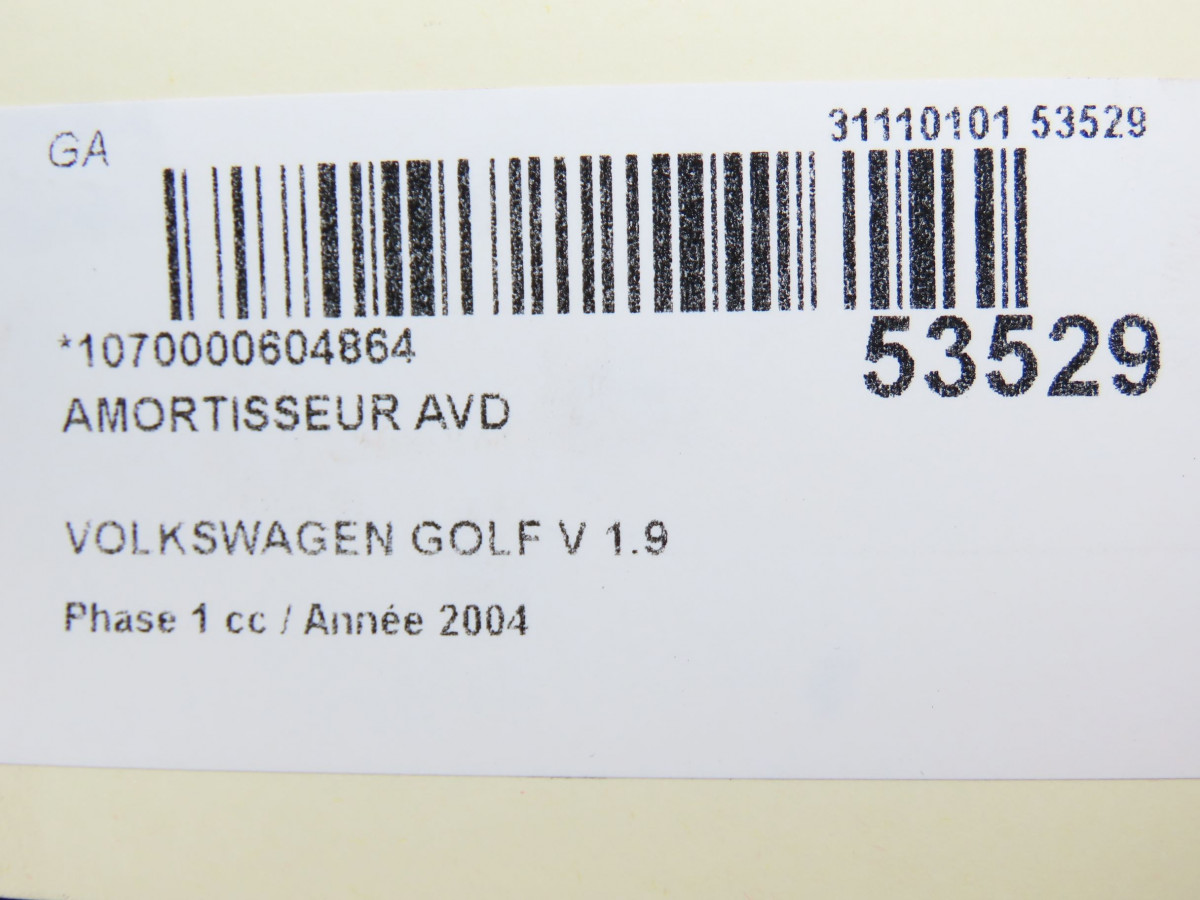 GA
31110101 53529
*1070000604864
53529
AMORTISSEUR AVD
VOLKSWAGEN GOLF V 1.9
Phase 1 cc / Année 2004